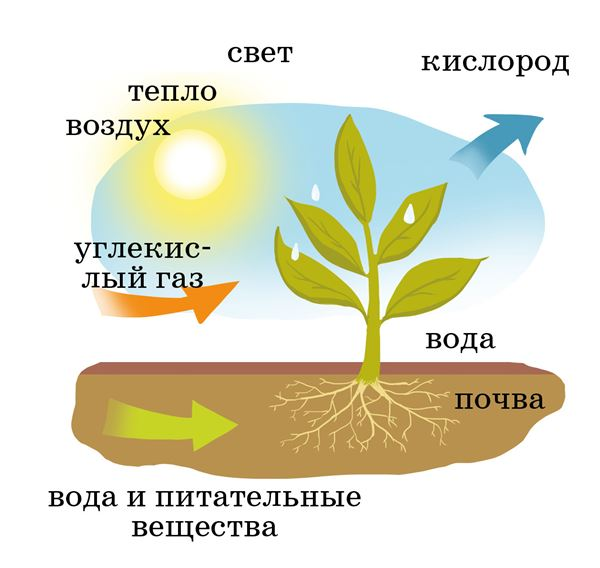 свет
кислород
тепло
воздух
углекис-
лый газ
вода
почва
вода и питательные
вещества